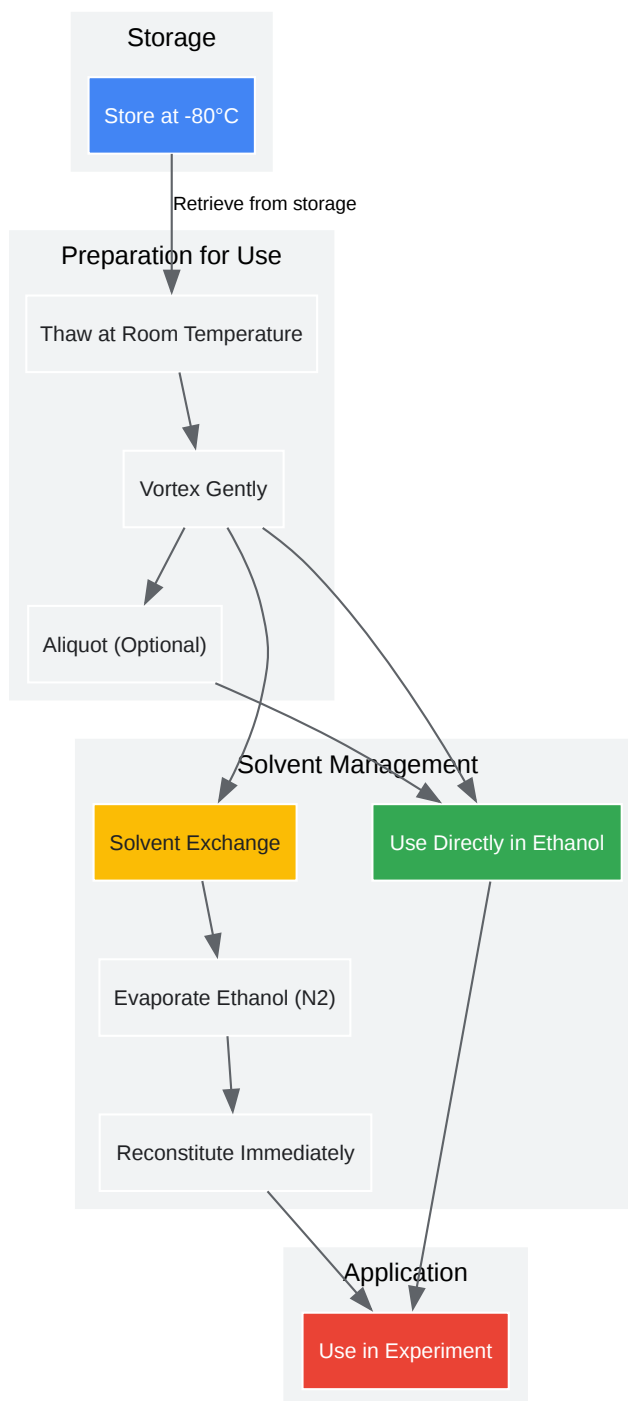 Storage
Store at -80°C
Retrieve from storage
Preparation for Use
Thaw at Room Temperature
Vortex Gently
Aliquot (Optional)
Solvent Management
Solvent Exchange
Use Directly in Ethanol
Evaporate Ethanol (N2)
Reconstitute Immediately
Application
Use in Experiment